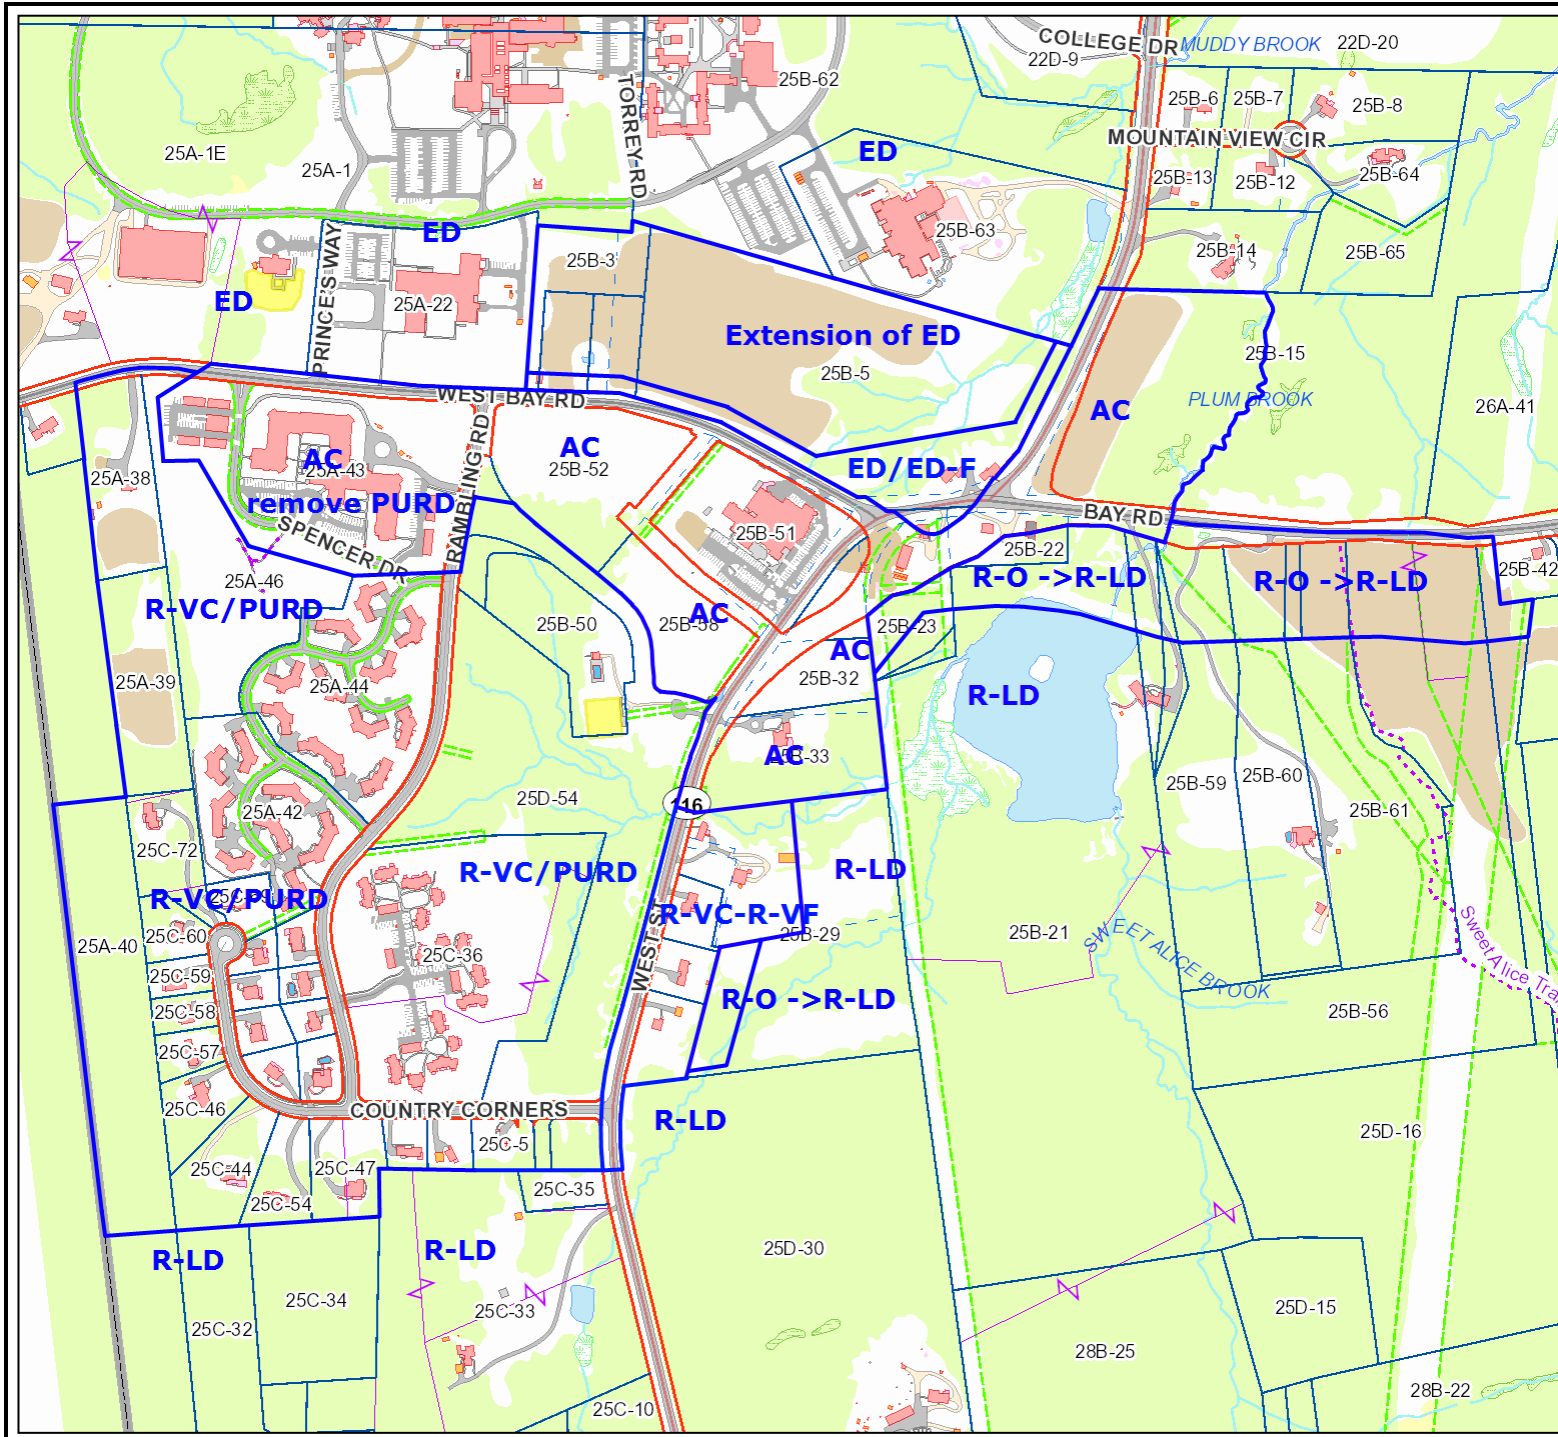 COLLEGE DR
MUDDY BROOK
22D-20
22D-9
25B-62
TORREY RD
25B-6
25B-7
25B-8
MOUNTAIN VIEW CIR
25A-1E
25A-1
ED
25B-13
25B-12
25B-64
ED
25B-3
25B-63
25B-14
25B-65
PRINCES WAY
ED
25A-22
Extension of ED
25B-5
25B-15
PLUM BROOK
26A-41
WEST BAY RD
AC
AC
25B-52
AC
25A-43
25A-38
remove PURD
RAMBLING RD
ED/ED-F
BAY RD
SPENCER DR
25B-51
25B-22
25B-42
25A-46
R-O ->R-LD
R-O ->R-LD
R-VC/PURD
25B-50
25B-58
AC
25B-23
AC
25B-32
25A-39
25A-44
R-LD
AC
25B-33
25B-59
25B-60
25B-61
25D-54
116
25A-42
25C-72
R-VC/PURD
R-LD
R-VC/PURD
R-VC-R-VF
25B-29
25B-21
SWEET ALICE BROOK
Sweet Alice Tra
25A-40
25C-60
25C-59
25C-36
WEST ST
R-O ->R-LD
25C-58
25B-56
25C-57
25C-46
COUNTRY CORNERS
R-LD
25C-5
25D-16
25C-44
25C-47
25C-54
25C-35
R-LD
R-LD
25D-30
25C-34
25C-33
25C-32
25D-15
28B-25
28B-22
25C-10